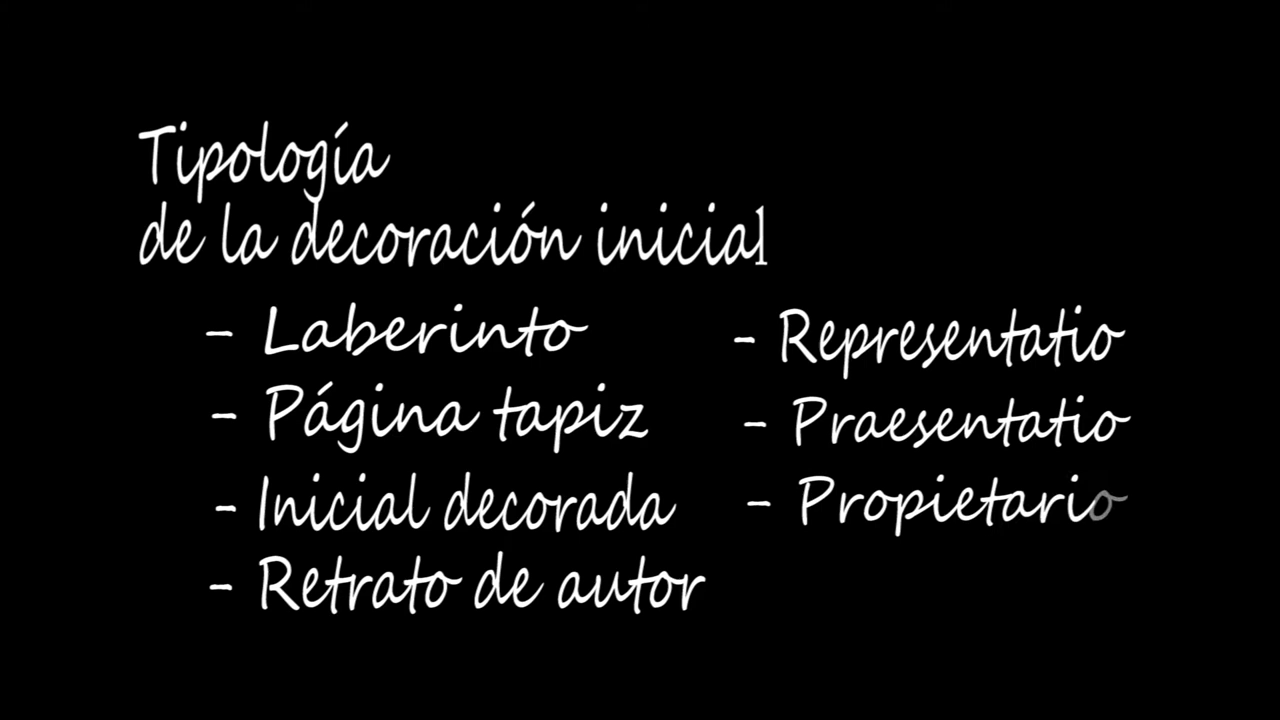 Tipología
de la decoración inicial
- Laberinto
- Página tapiz
- Inicial decorada
- Retrato de autor
- Representatio
- Praesentatio
- Propietario